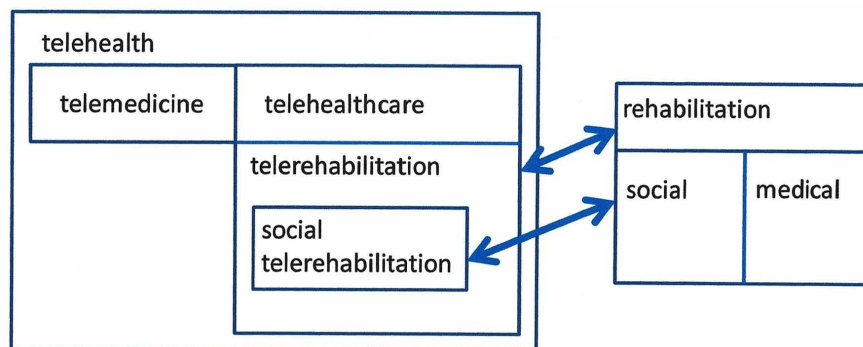 telehealth
telemedicine
telehealthcare
telerehabilitation
social
telerehabilitation
rehabilitation
social
medical